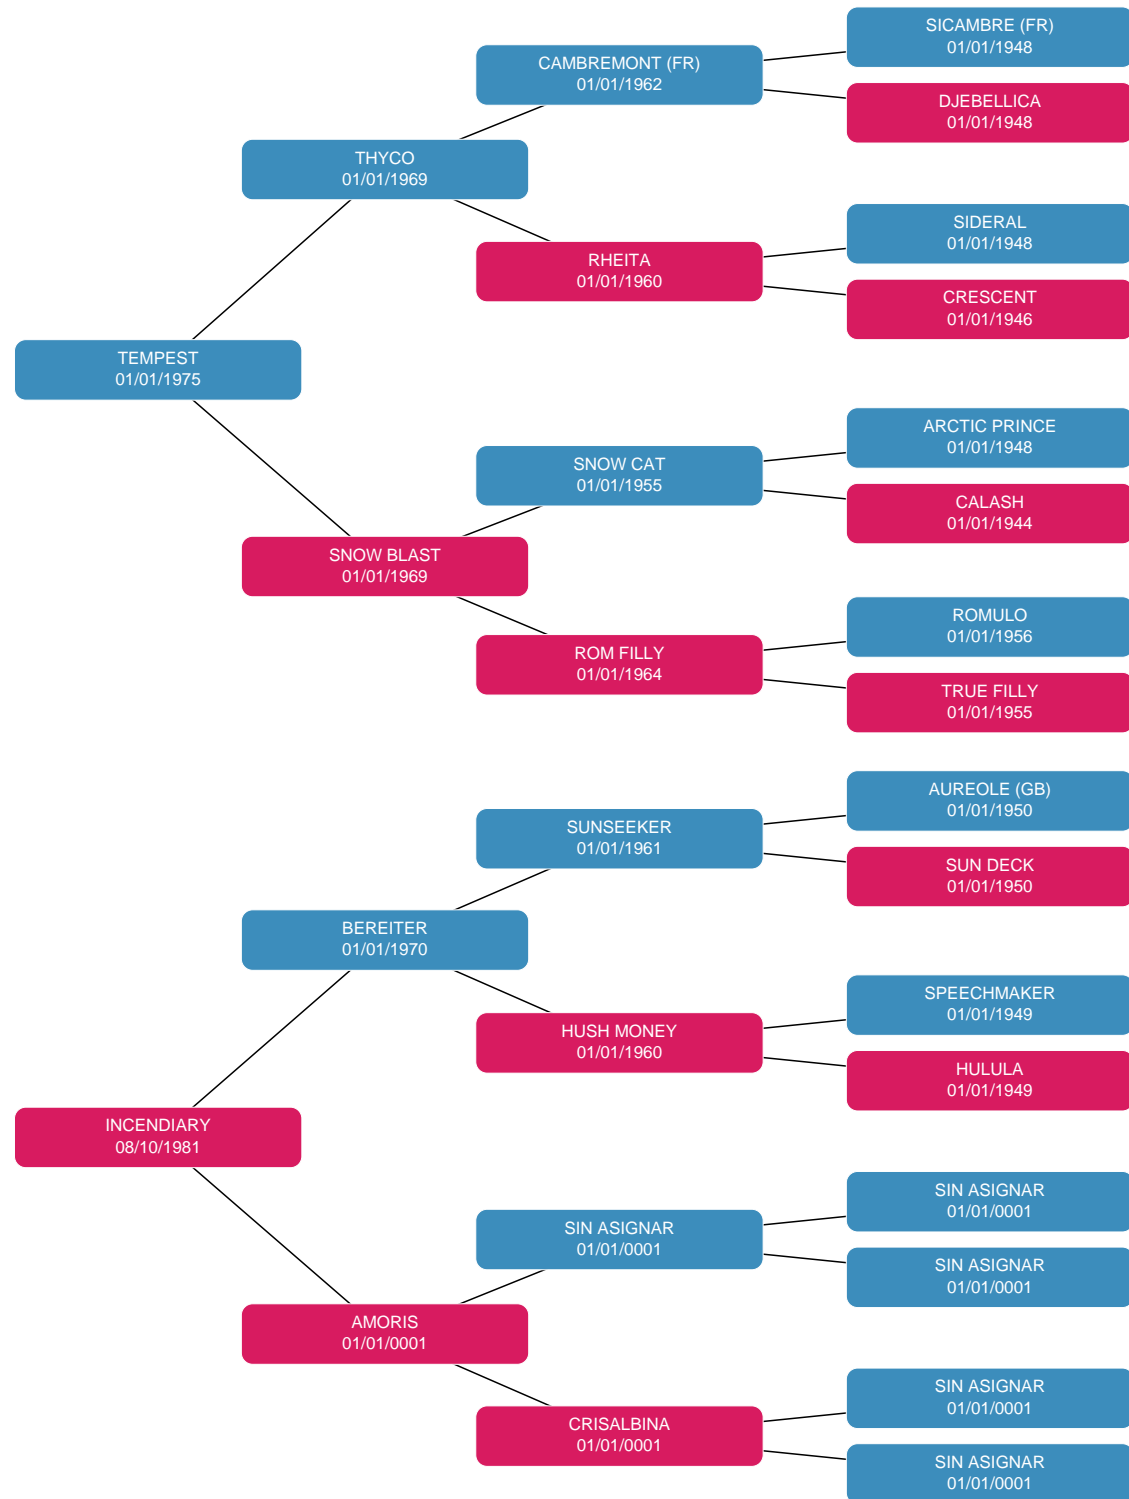 SICAMBRE (FR)
01/01/1948
CAMBREMONT (FR)
01/01/1962
DJEBELLICA
01/01/1948
THYCO
01/01/1969
SIDERAL
01/01/1948
RHEITA
01/01/1960
CRESCENT
01/01/1946
TEMPEST
01/01/1975
ARCTIC PRINCE
01/01/1948
SNOW CAT
01/01/1955
CALASH
01/01/1944
SNOW BLAST
01/01/1969
ROMULO
01/01/1956
ROM FILLY
01/01/1964
TRUE FILLY
01/01/1955
AUREOLE (GB)
01/01/1950
SUNSEEKER
01/01/1961
SUN DECK
01/01/1950
BEREITER
01/01/1970
SPEECHMAKER
01/01/1949
HUSH MONEY
01/01/1960
HULULA
01/01/1949
INCENDIARY
08/10/1981
SIN ASIGNAR
01/01/0001
SIN ASIGNAR
01/01/0001
SIN ASIGNAR
01/01/0001
AMORIS
01/01/0001
SIN ASIGNAR
01/01/0001
CRISALBINA
01/01/0001
SIN ASIGNAR
01/01/0001